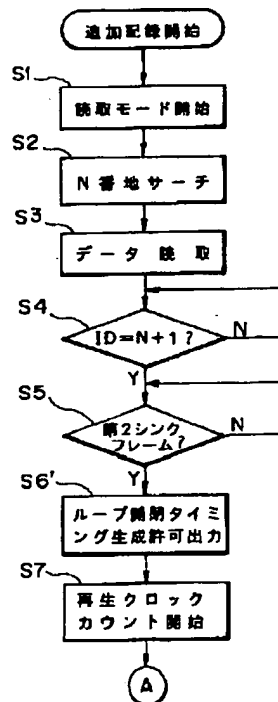 追加記録開始
S1
読取モード開始
S2
N番地サーチ
S3
データ読取
S4
ID=N+1?
N
Y
S5
第2シンク
フレーム?
N
Y
S6'
ループ開閉タイミ
ング生成許可出力
S7
再生クロック
カウント開始
A